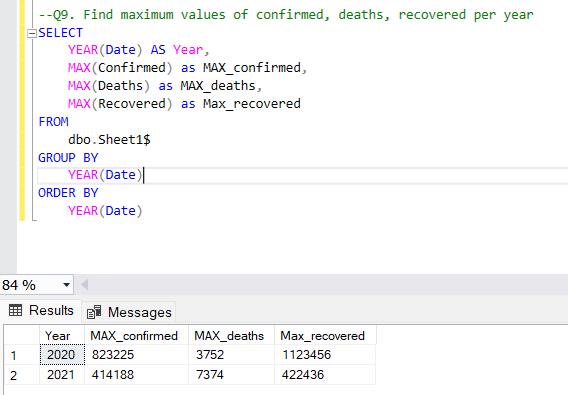 --Q9. Find maximum values of confirmed, deaths, recovered per year
SELECT
YEAR(Date) AS Year,
MAX(Confirmed) as MAX_confirmed,
MAX(Deaths) as MAX_deaths,
MAX(Recovered) as Max_recovered
FROM
dbo.Sheet1$
GROUP BY
YEAR(Date)
ORDER BY
YEAR(Date)
84 %
Results Messages
Year MAX_confirmed MAX_deaths Max_recovered
1 2020 823225 3752 1123456
2 2021 414188 7374 422436